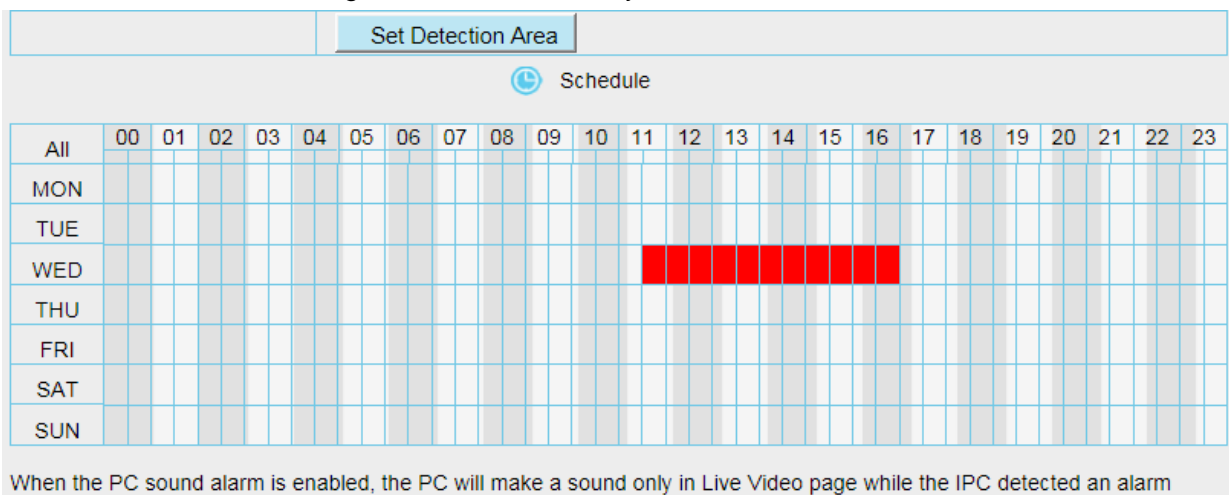 Set Detection Area
Schedule
All 00 01 02 03 04 05 06 07 08 09 10 11 12 13 14 15 16 17 18 19 20 21 22 23
MON
TUE
WED
THU
FRI
SAT
SUN
When the PC sound alarm is enabled, the PC will make a sound only in Live Video page while the IPC detected an alarm